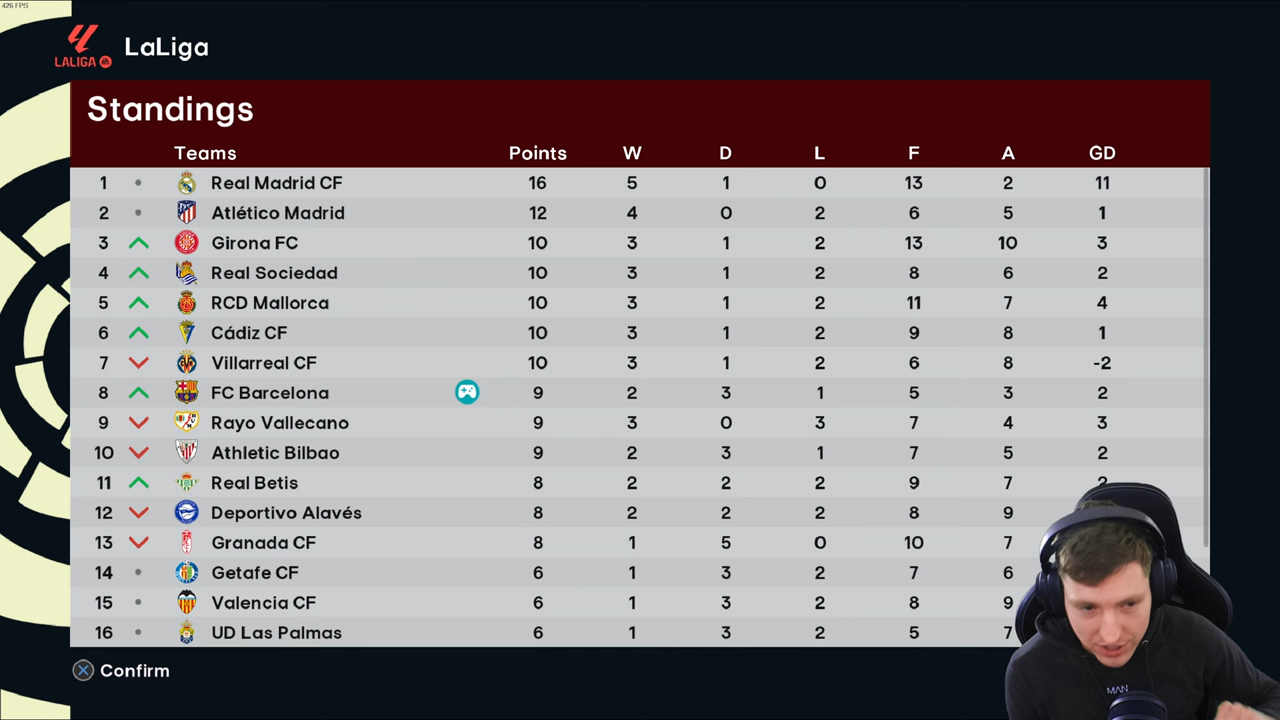 426 FPS
LALIGA EA LaLiga
Standings
Teams Points W D L F A GD
1 Real Madrid CF 16 5 1 0 13 2 11
2 Atlético Madrid 12 4 0 2 6 5 1
3 Girona FC 10 3 1 2 13 10 3
4 Real Sociedad 10 3 1 2 8 6 2
5 RCD Mallorca 10 3 1 2 11 7 4
6 Cádiz CF 10 3 1 2 9 8 1
7 Villarreal CF 10 3 1 2 6 8 -2
8 FC Barcelona 9 2 3 1 5 3 2
9 Rayo Vallecano 9 3 0 3 7 4 3
10 Athletic Bilbao 9 2 3 1 7 5 2
11 Real Betis 8 2 2 2 9 7 2
12 Deportivo Alavés 8 2 2 2 8 9
13 Granada CF 8 1 5 0 10 7
14 Getafe CF 6 1 3 2 7 6
15 Valencia CF 6 1 3 2 8 9
16 UD Las Palmas 6 1 3 2 5 7
Confirm
MAN